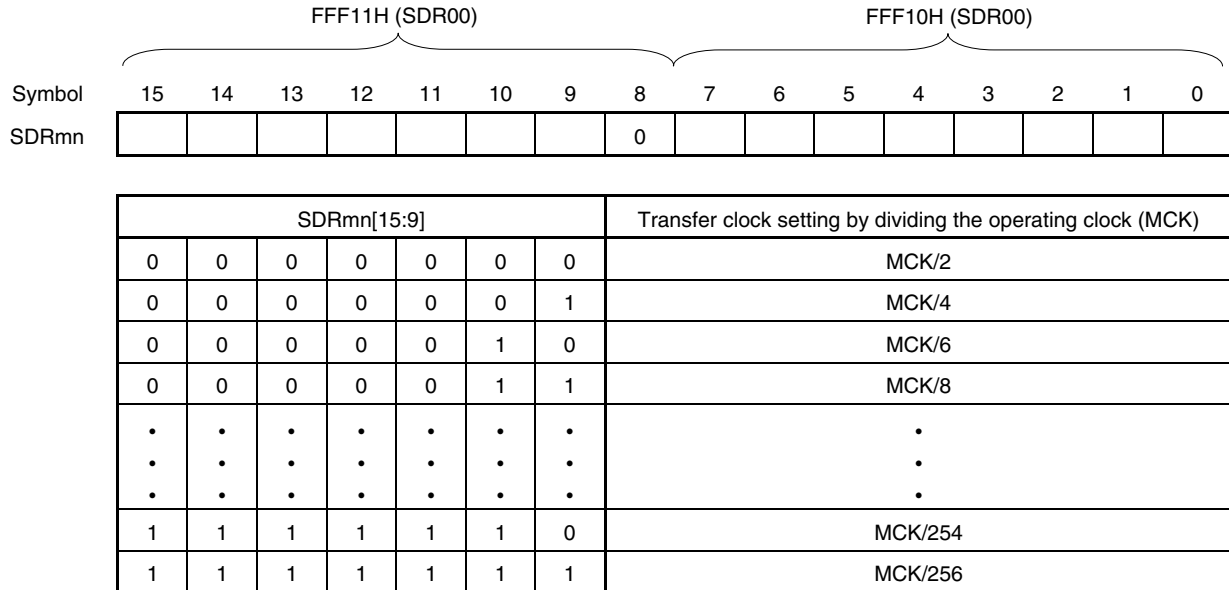 FFF11H (SDR00) FFF10H (SDR00)
Symbol 15 14 13 12 11 10 9 8 7 6 5 4 3 2 1 0
SDRmn 0
SDRmn[15:9] Transfer clock setting by dividing the operating clock (MCK)
0 0 0 0 0 0 0 MCK/2
0 0 0 0 0 0 1 MCK/4
0 0 0 0 0 1 0 MCK/6
0 0 0 0 0 1 1 MCK/8
• • • • • • • •
• • • • • • • •
• • • • • • • •
1 1 1 1 1 1 0 MCK/254
1 1 1 1 1 1 1 MCK/256